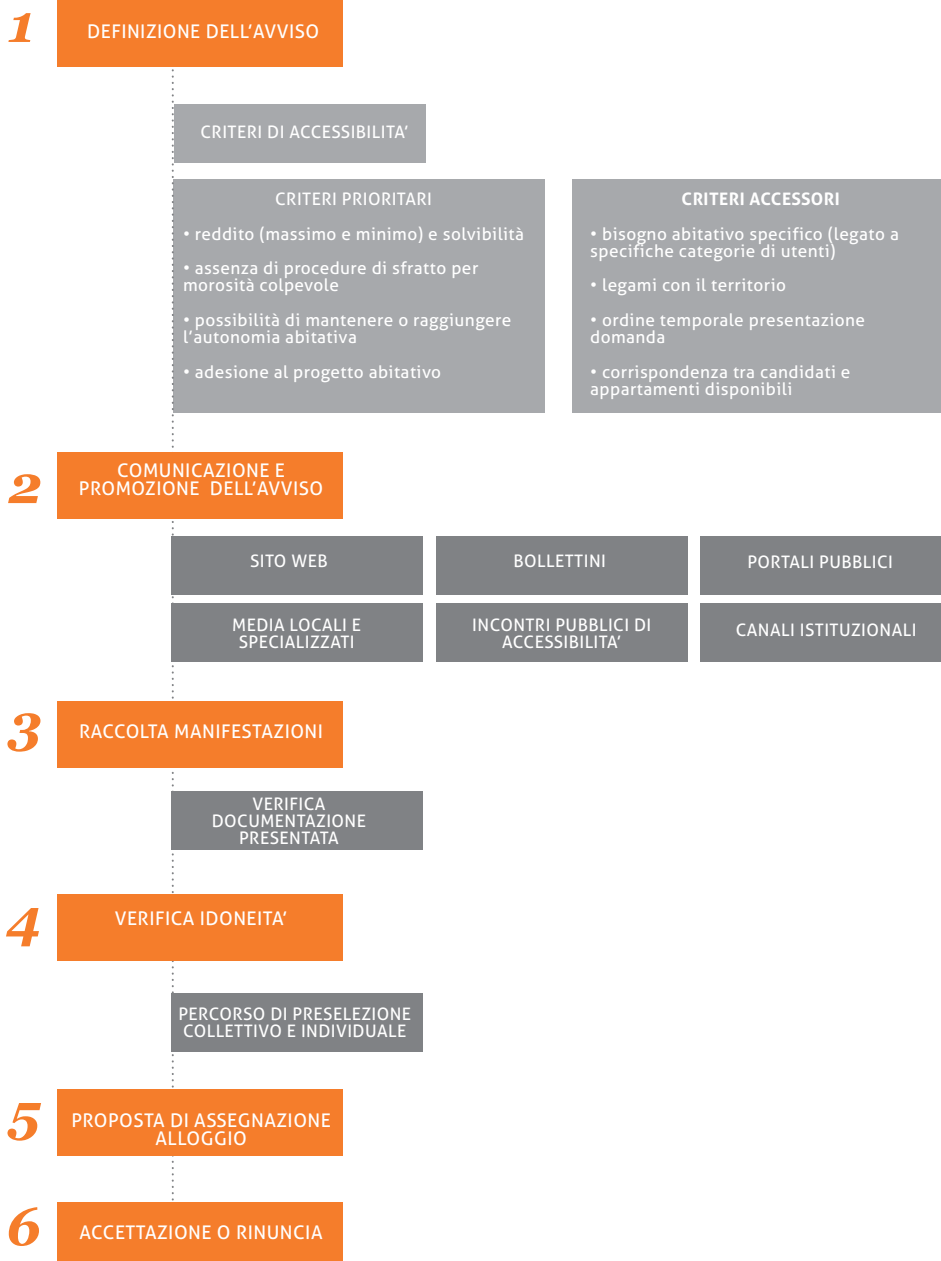 1
DEFINIZIONE DELL'AVVISO
CRITERI DI ACCESSIBILITA'
CRITERI PRIORITARI
• reddito (massimo e minimo) e solvibilità
• assenza di procedure di sfratto per
morosità colpevole
• possibilità di mantenere o raggiungere
l'autonomia abitativa
• adesione al progetto abitativo
CRITERI ACCESSORI
• bisogno abitativo specifico (legato a
specifiche categorie di utenti)
• legami con il territorio
• ordine temporale presentazione
domanda
• corrispondenza tra candidati e
appartamenti disponibili
2
COMUNICAZIONE E
PROMOZIONE DELL'AVVISO
SITO WEB
BOLLETTINI
PORTALI PUBBLICI
MEDIA LOCALI E
SPECIALIZZATI
INCONTRI PUBBLICI DI
ACCESSIBILITA'
CANALI ISTITUZIONALI
3
RACCOLTA MANIFESTAZIONI
VERIFICA
DOCUMENTAZIONE
PRESENTATA
4
VERIFICA IDONEITA'
PERCORSO DI PRESELEZIONE
COLLETTIVO E INDIVIDUALE
5
PROPOSTA DI ASSEGNAZIONE
ALLOGGIO
6
ACCETTAZIONE O RINUNCIA